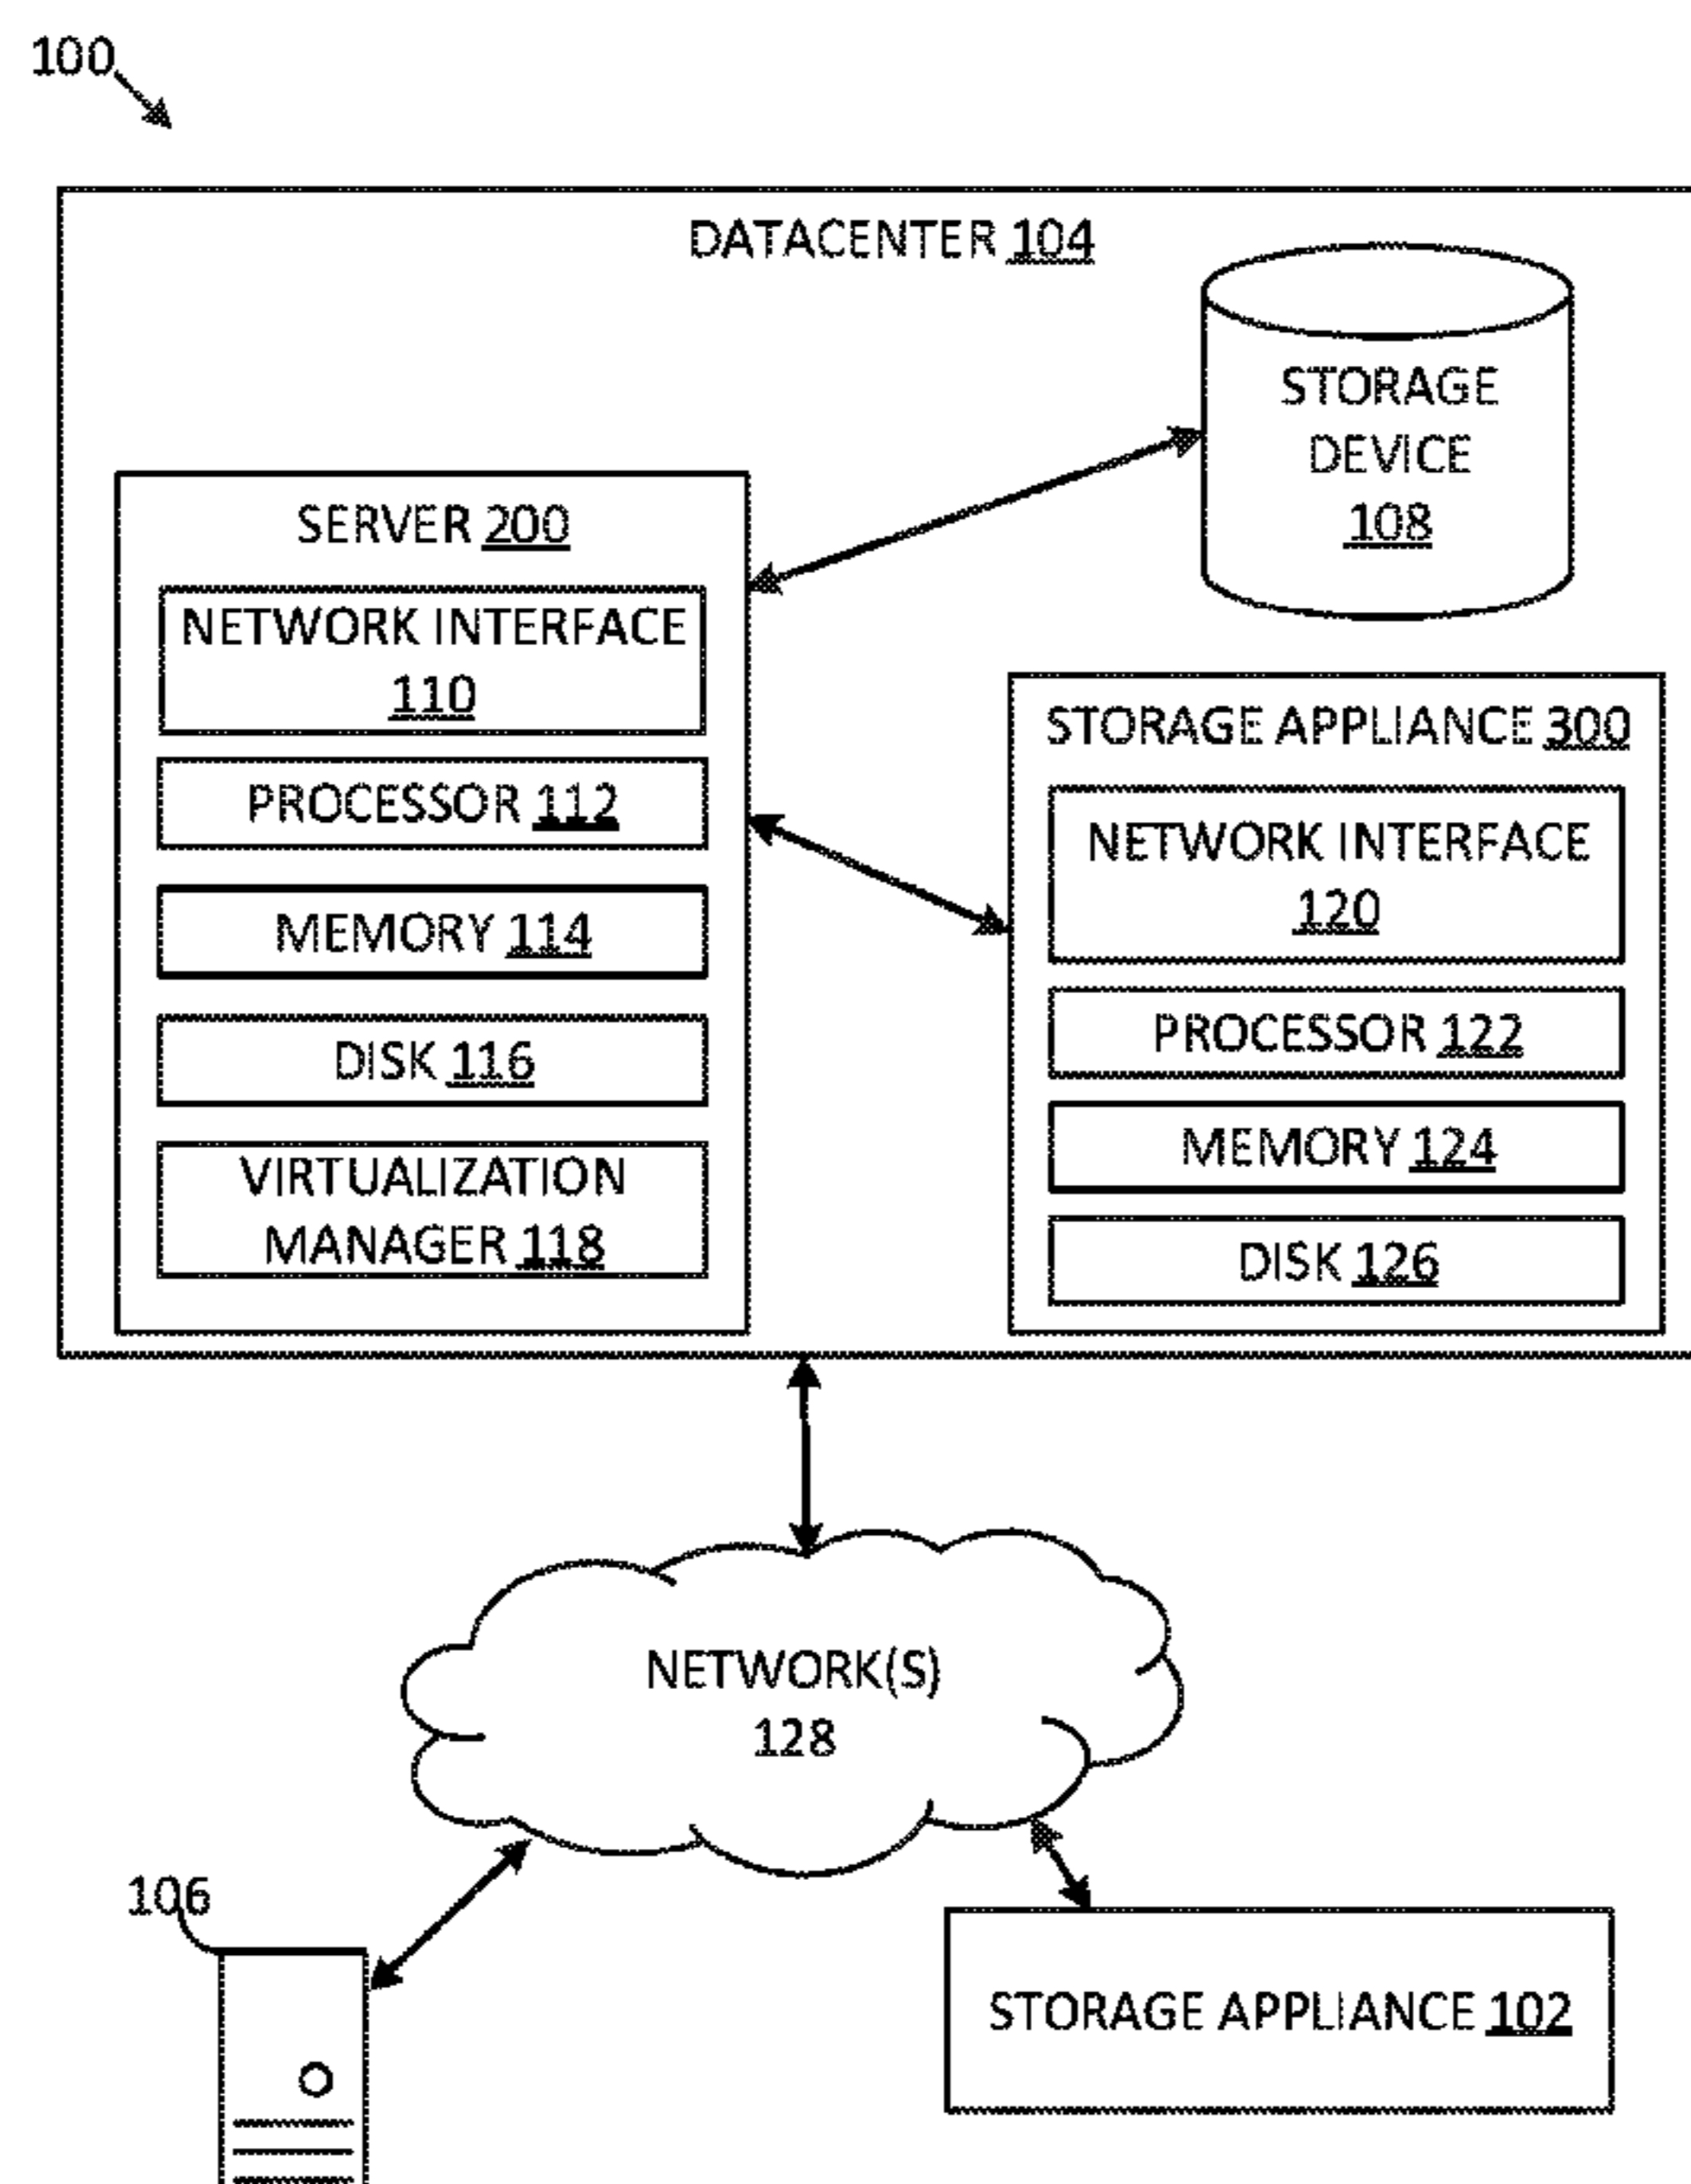 100
DATACENTER 104
STORAGE
DEVICE
108
SERVER 200
NETWORK INTERFACE
110
PROCESSOR 112
MEMORY 114
DISK 116
VIRTUALIZATION
MANAGER 118
STORAGE APPLIANCE 300
NETWORK INTERFACE
120
PROCESSOR 122
MEMORY 124
DISK 126
NETWORK(S)
128
106
STORAGE APPLIANCE 102